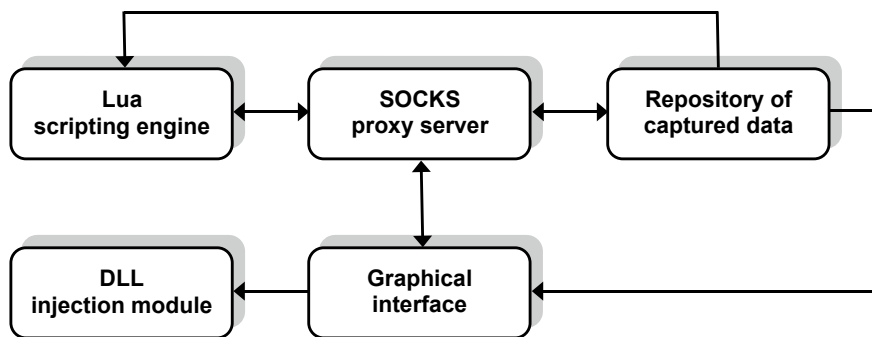 Lua
scripting engine
SOCKS
proxy server
Repository of
captured data
DLL
injection module
Graphical
interface